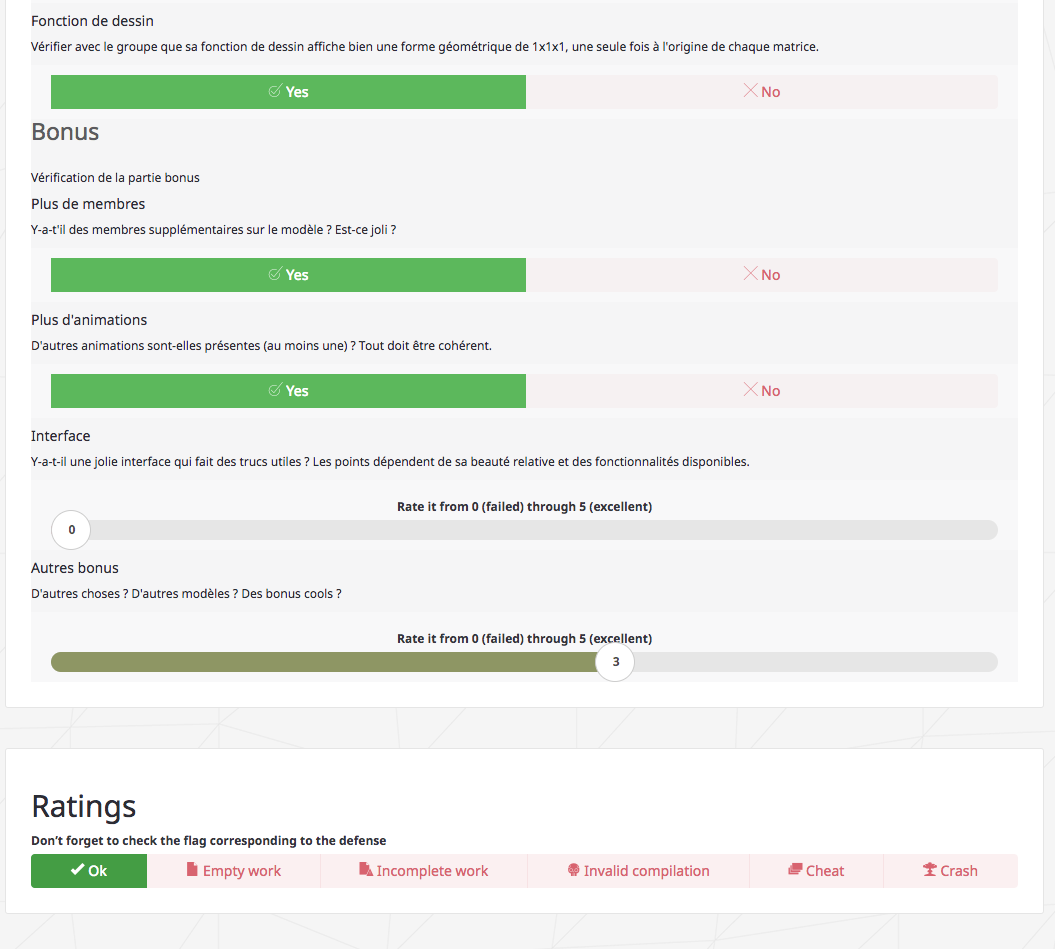 Fonction de dessin
Vérifier avec le groupe que sa fonction de dessin affiche bien une forme géométrique de 1x1x1, une seule fois à l'origine de chaque matrice.
Yes No
Bonus
Vérification de la partie bonus
Plus de membres
Y-a-t'il des membres supplémentaires sur le modèle ? Est-ce joli ?
Yes No
Plus d'animations
D'autres animations sont-elles présentes (au moins une) ? Tout doit être cohérent.
Yes No
Interface
Y-a-t-il une jolie interface qui fait des trucs utiles ? Les points dépendent de sa beauté relative et des fonctionnalités disponibles.
Rate it from 0 (failed) through 5 (excellent)
0
Autres bonus
D'autres choses ? D'autres modèles ? Des bonus cools ?
Rate it from 0 (failed) through 5 (excellent)
3
Ratings
Don’t forget to check the flag corresponding to the defense
Ok Empty work Incomplete work Invalid compilation Cheat Crash